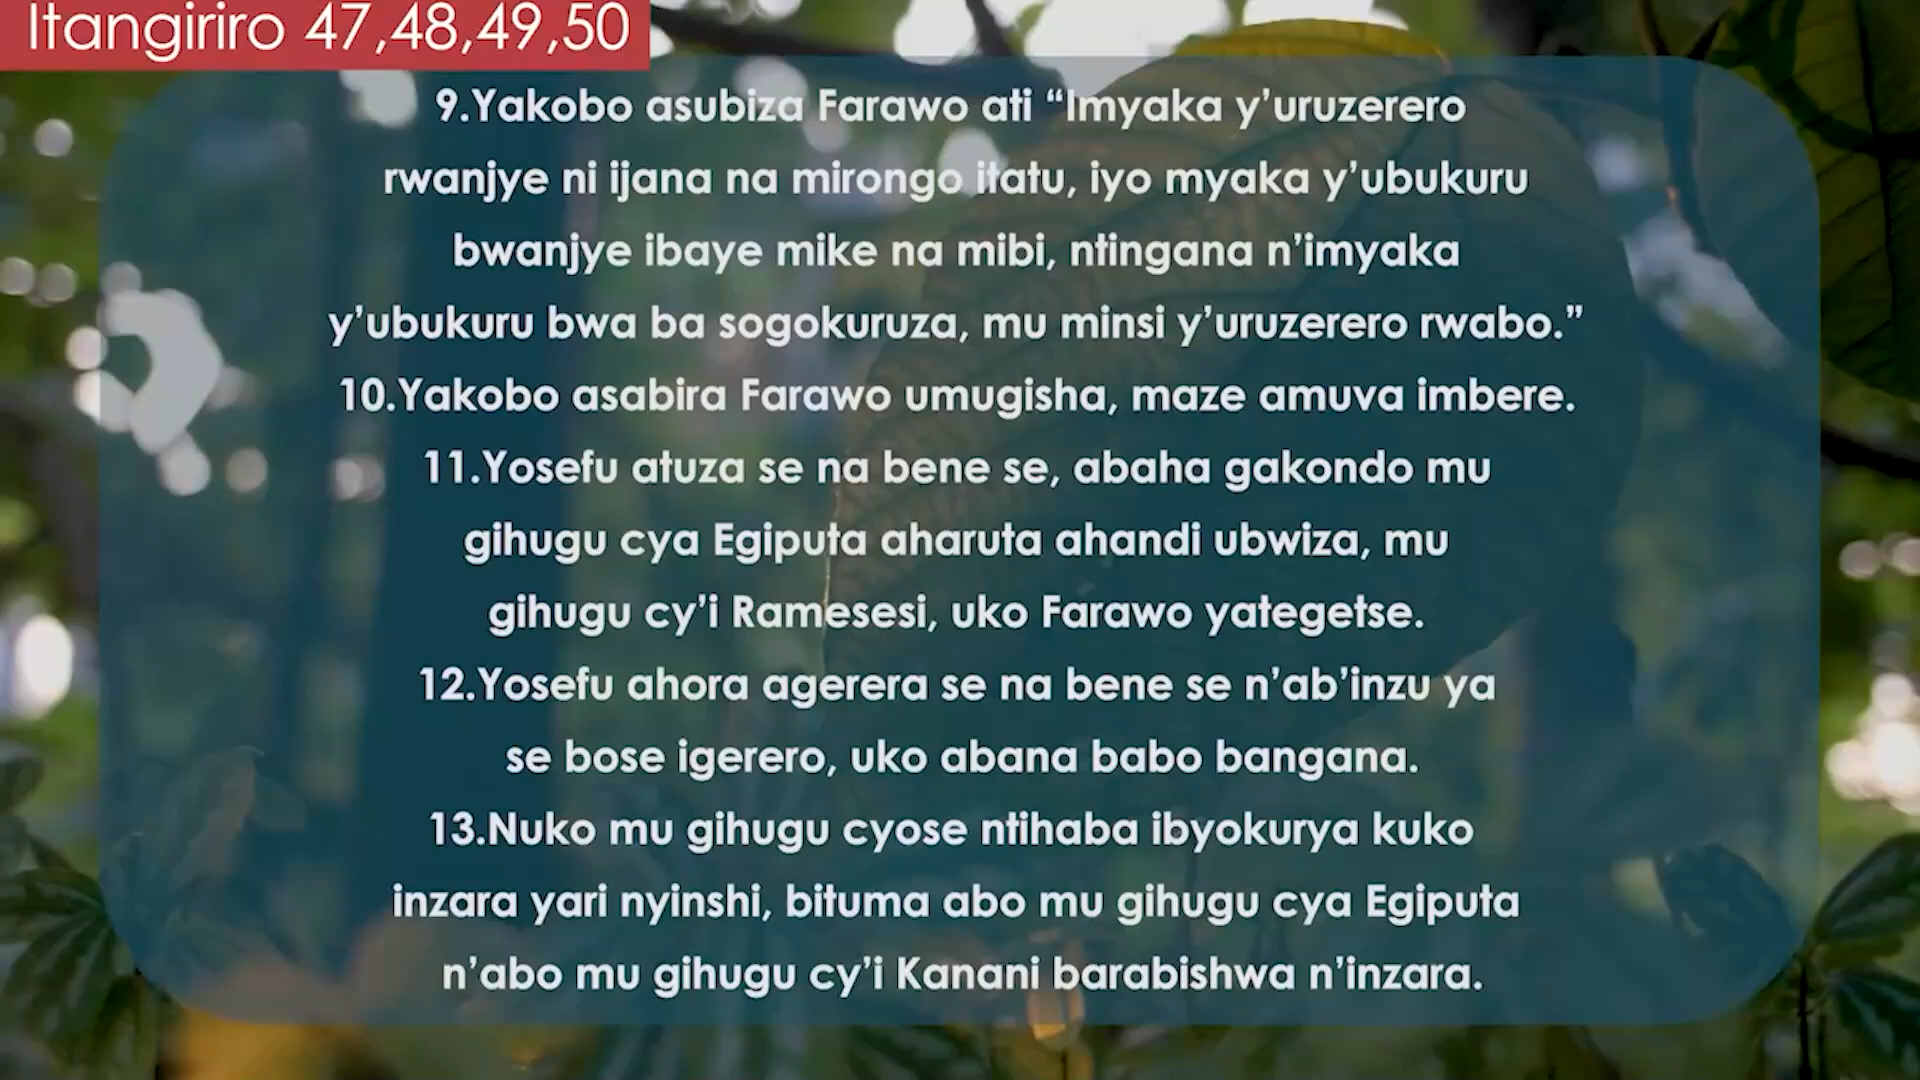 Itangiriro 47,48,49,50
9.Yakobo asubiza Farawo ati “Imyaka y’uruzerero
rwanjye ni ijana na mirongo itatu, iyo myaka y’ubukuru
bwanjye ibaye mike na mibi, ntingana n’imyaka
y’ubukuru bwa ba sogokuruza, mu minsi y’uruzerero rwabo.”
10.Yakobo asabira Farawo umugisha, maze amuva imbere.
11.Yosefu atuza se na bene se, abaha gakondo mu
gihugu cya Egiputa aharuta ahandi ubwiza, mu
gihugu cy’i Ramesesi, uko Farawo yategetse.
12.Yosefu ahora agerera se na bene se n’ab’inzu ya
se bose igerero, uko abana babo bangana.
13.Nuko mu gihugu cyose ntihaba ibyokurya kuko
inzara yari nyinshi, bituma abo mu gihugu cya Egiputa
n’abo mu gihugu cy’i Kanani barabishwa n’inzara.